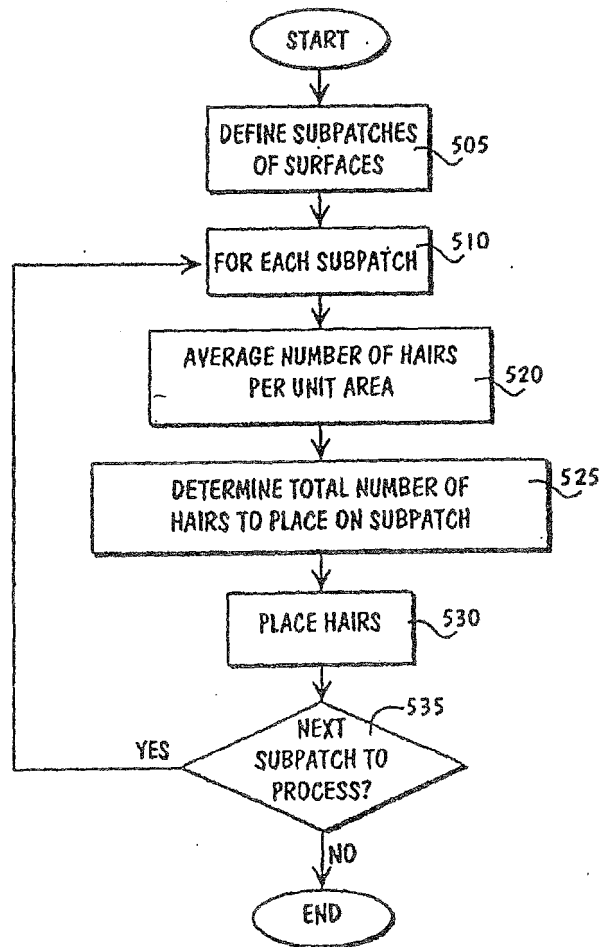 START
DEFINE SUBPATCHES
OF SURFACES
505
FOR EACH SUBPATCH
510
AVERAGE NUMBER OF HAIRS
PER UNIT AREA
520
DETERMINE TOTAL NUMBER OF
HAIRS TO PLACE ON SUBPATCH
525
PLACE HAIRS
530
535
NEXT
SUBPATCH TO
PROCESS?
YES
NO
END